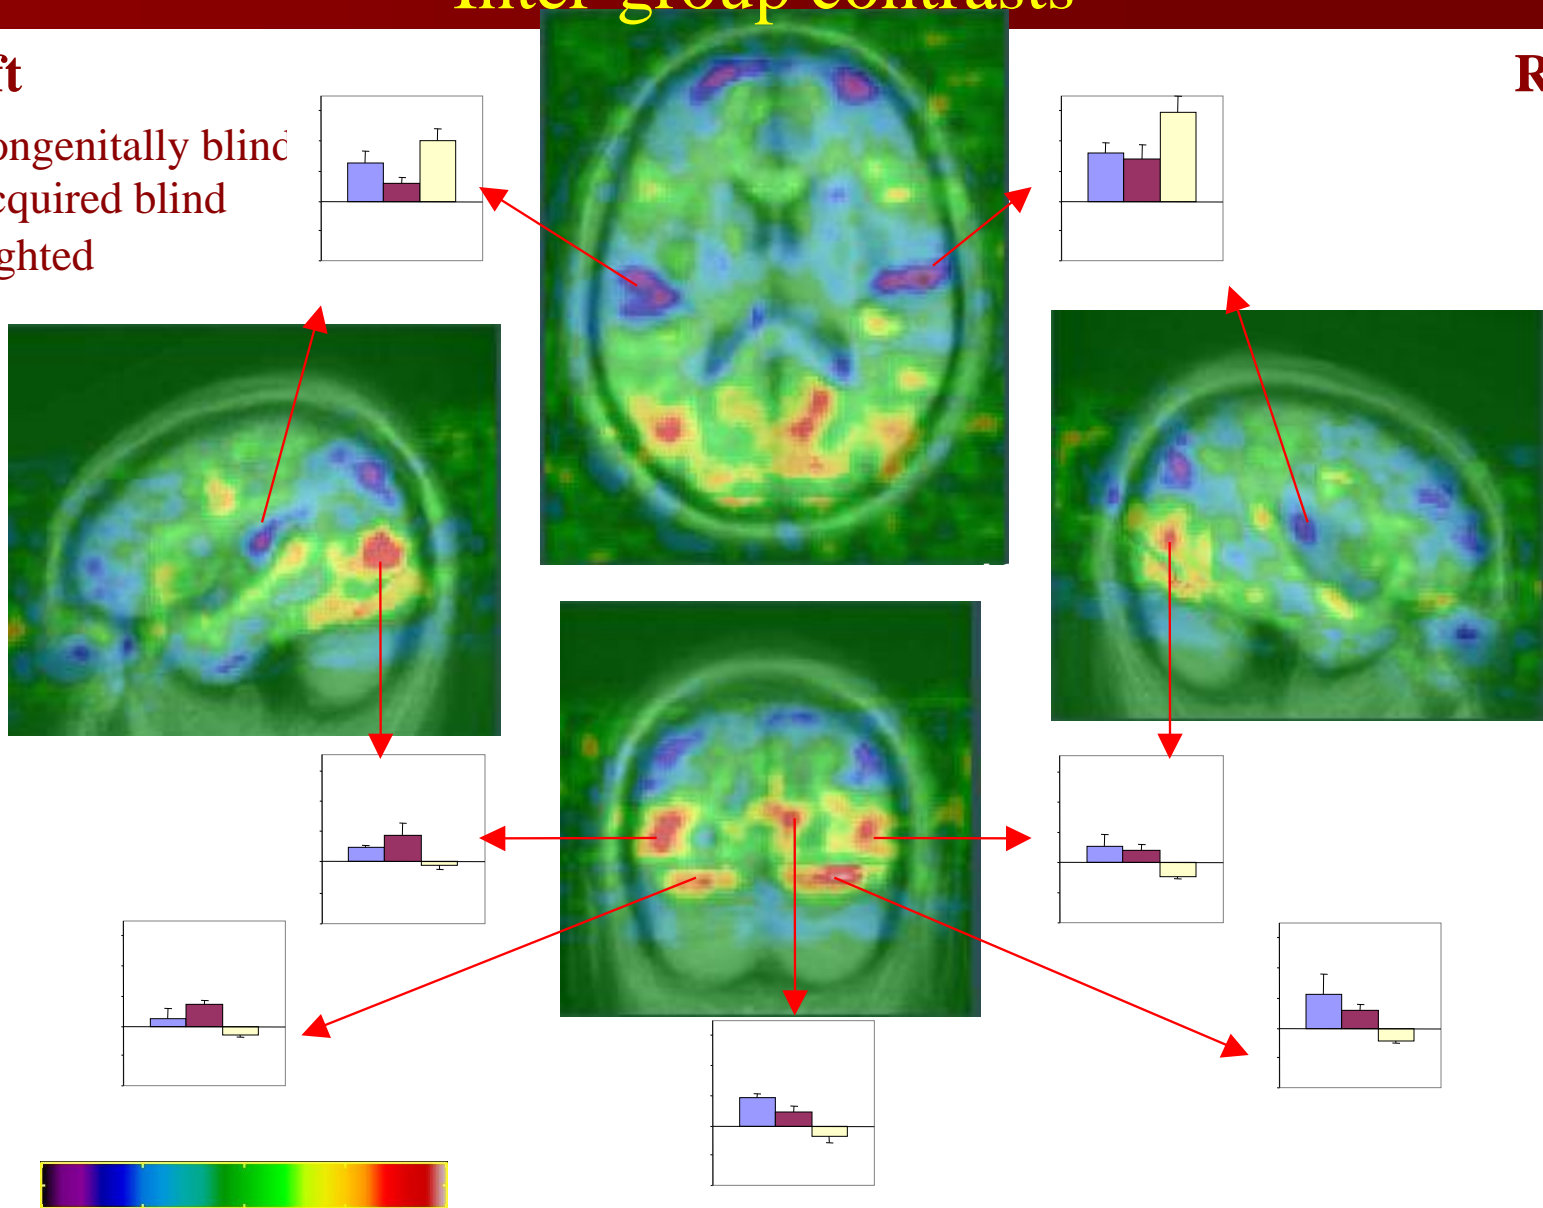 Inter-group contrasts
ft
R
ongenitally blind
cquired blind
ghted